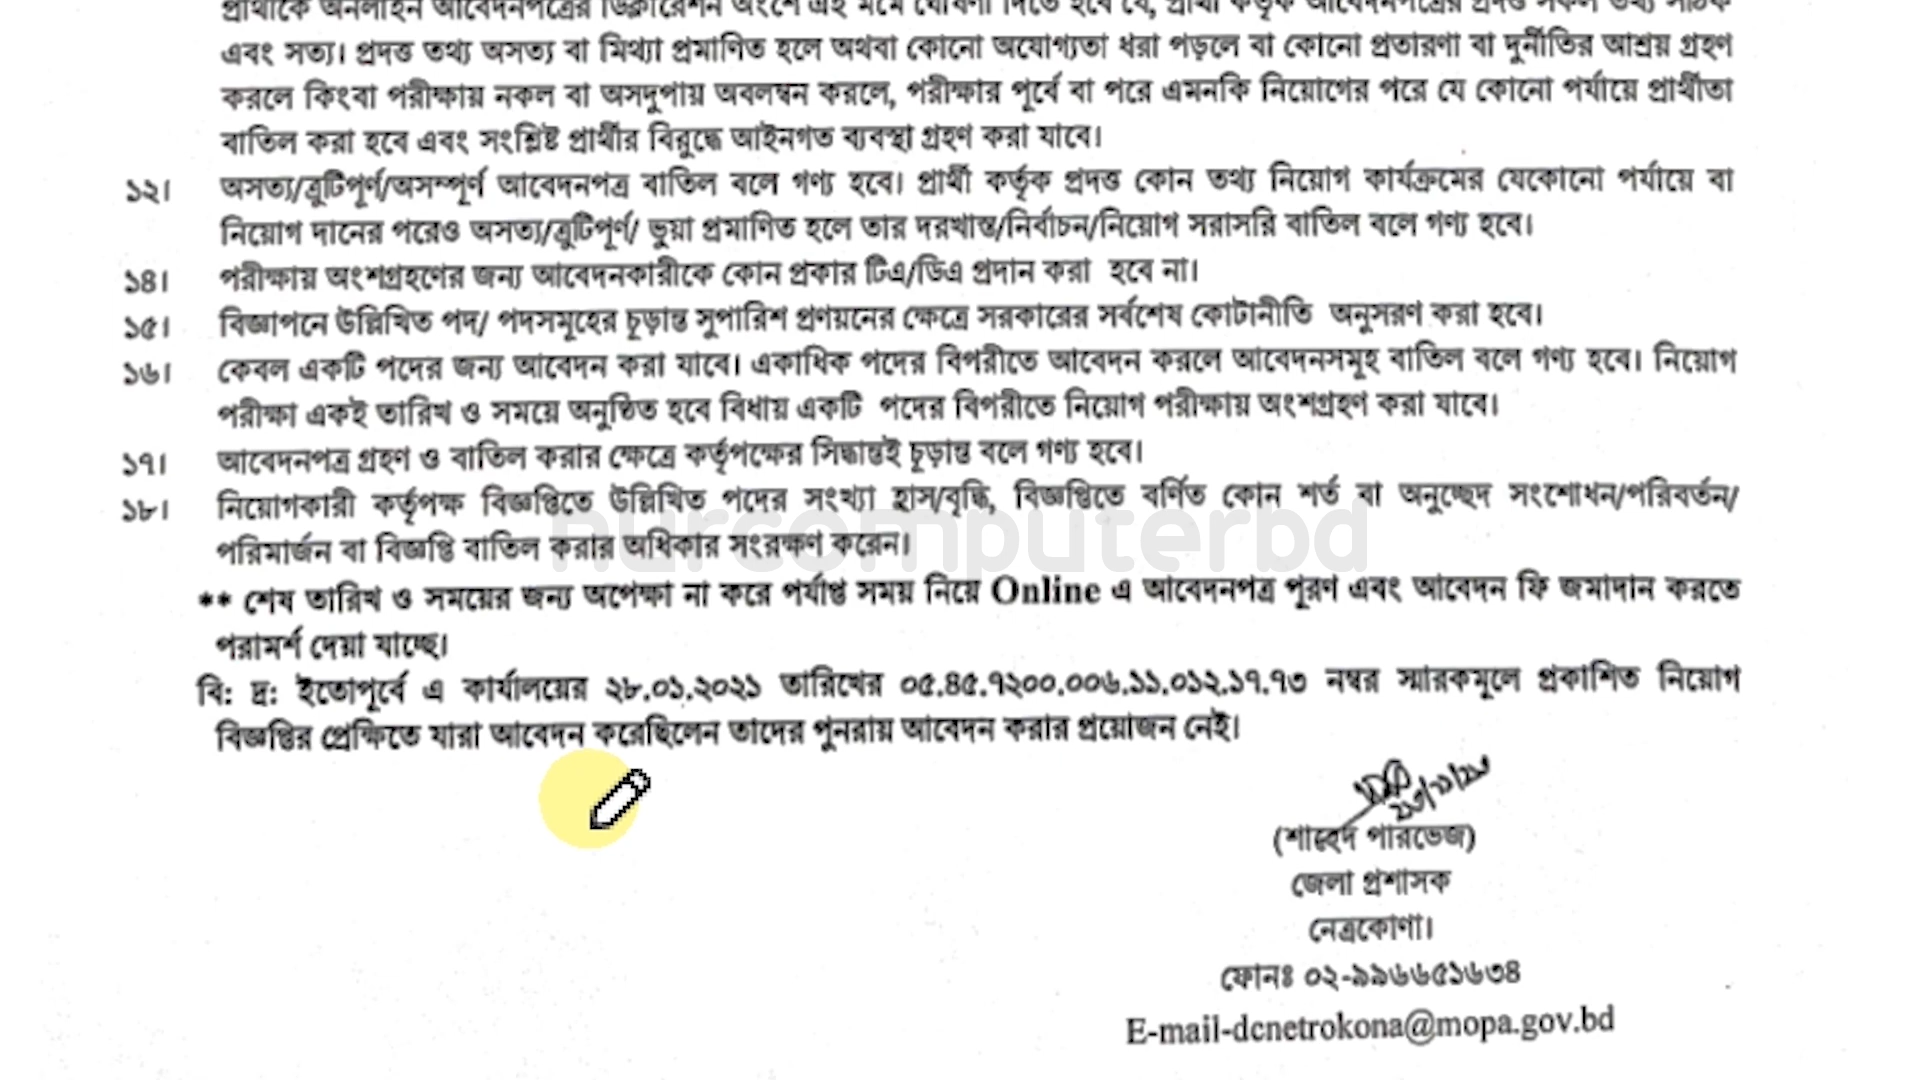 প্রার্থীকে অনলাইন আবেদনপত্রের ডিক্লারেশন অংশে এই মর্মে ঘোষণা দিতে হবে যে, প্রার্থী কর্তৃক আবেদনপত্রের প্রদত্ত সকল তথ্য সঠিক
এবং সত্য। প্রদত্ত তথ্য অসত্য বা মিথ্যা প্রমাণিত হলে অথবা কোনো অযোগ্যতা ধরা পড়লে বা কোনো প্রতারণা বা দুর্নীতির আশ্রয় গ্রহণ
করলে কিংবা পরীক্ষায় নকল বা অসদুপায় অবলম্বন করলে, পরীক্ষার পূর্বে বা পরে এমনকি নিয়োগের পরে যে কোনো পর্যায়ে প্রার্থীতা
বাতিল করা হবে এবং সংশ্লিষ্ট প্রার্থীর বিরুদ্ধে আইনগত ব্যবস্থা গ্রহণ করা যাবে।
১২। অসত্য/ত্রুটিপূর্ণ/অসম্পূর্ণ আবেদনপত্র বাতিল বলে গণ্য হবে। প্রার্থী কর্তৃক প্রদত্ত কোন তথ্য নিয়োগ কার্যক্রমের যেকোনো পর্যায়ে বা
নিয়োগ দানের পরেও অসত্য/ত্রুটিপূর্ণ/ ভুয়া প্রমাণিত হলে তার দরখাস্ত/নির্বাচন/নিয়োগ সরাসরি বাতিল বলে গণ্য হবে।
১৪। পরীক্ষায় অংশগ্রহণের জন্য আবেদনকারীকে কোন প্রকার টিএ/ডিএ প্রদান করা হবে না।
১৫। বিজ্ঞাপনে উল্লিখিত পদ/ পদসমূহের চূড়ান্ত সুপারিশ প্রণয়নের ক্ষেত্রে সরকারের সর্বশেষ কোটানীতি অনুসরণ করা হবে।
১৬। কেবল একটি পদের জন্য আবেদন করা যাবে। একাধিক পদের বিপরীতে আবেদন করলে আবেদনসমূহ বাতিল বলে গণ্য হবে। নিয়োগ
পরীক্ষা একই তারিখ ও সময়ে অনুষ্ঠিত হবে বিধায় একটি পদের বিপরীতে নিয়োগ পরীক্ষায় অংশগ্রহণ করা যাবে।
১৭। আবেদনপত্র গ্রহণ ও বাতিল করার ক্ষেত্রে কর্তৃপক্ষের সিদ্ধান্তই চূড়ান্ত বলে গণ্য হবে।
১৮। নিয়োগকারী কর্তৃপক্ষ বিজ্ঞপ্তিতে উল্লিখিত পদের সংখ্যা হ্রাস/বৃদ্ধি, বিজ্ঞপ্তিতে বর্ণিত কোন শর্ত বা অনুচ্ছেদ সংশোধন/পরিবর্তন/
পরিমার্জন বা বিজ্ঞপ্তি বাতিল করার অধিকার সংরক্ষণ করেন।
nurcomputerbd
** শেষ তারিখ ও সময়ের জন্য অপেক্ষা না করে পর্যাপ্ত সময় নিয়ে Online এ আবেদনপত্র পূরণ এবং আবেদন ফি জমাদান করতে
পরামর্শ দেয়া যাচ্ছে।
বি: দ্র: ইতোপূর্বে এ কার্যালয়ের ২৮.০১.২০২১ তারিখের ০৫.৪৫.৭২০০.০০৬.১১.০১২.১৭.৭৩ নম্বর স্মারকমূলে প্রকাশিত নিয়োগ
বিজ্ঞপ্তির প্রেক্ষিতে যারা আবেদন করেছিলেন তাদের পুনরায় আবেদন করার প্রয়োজন নেই।
(শাহেদ পারভেজ)
জেলা প্রশাসক
নেত্রকোণা।
ফোনঃ ০২-৯৯৬৬৫১৬৩৪
E-mail-dcnetrokona@mopa.gov.bd